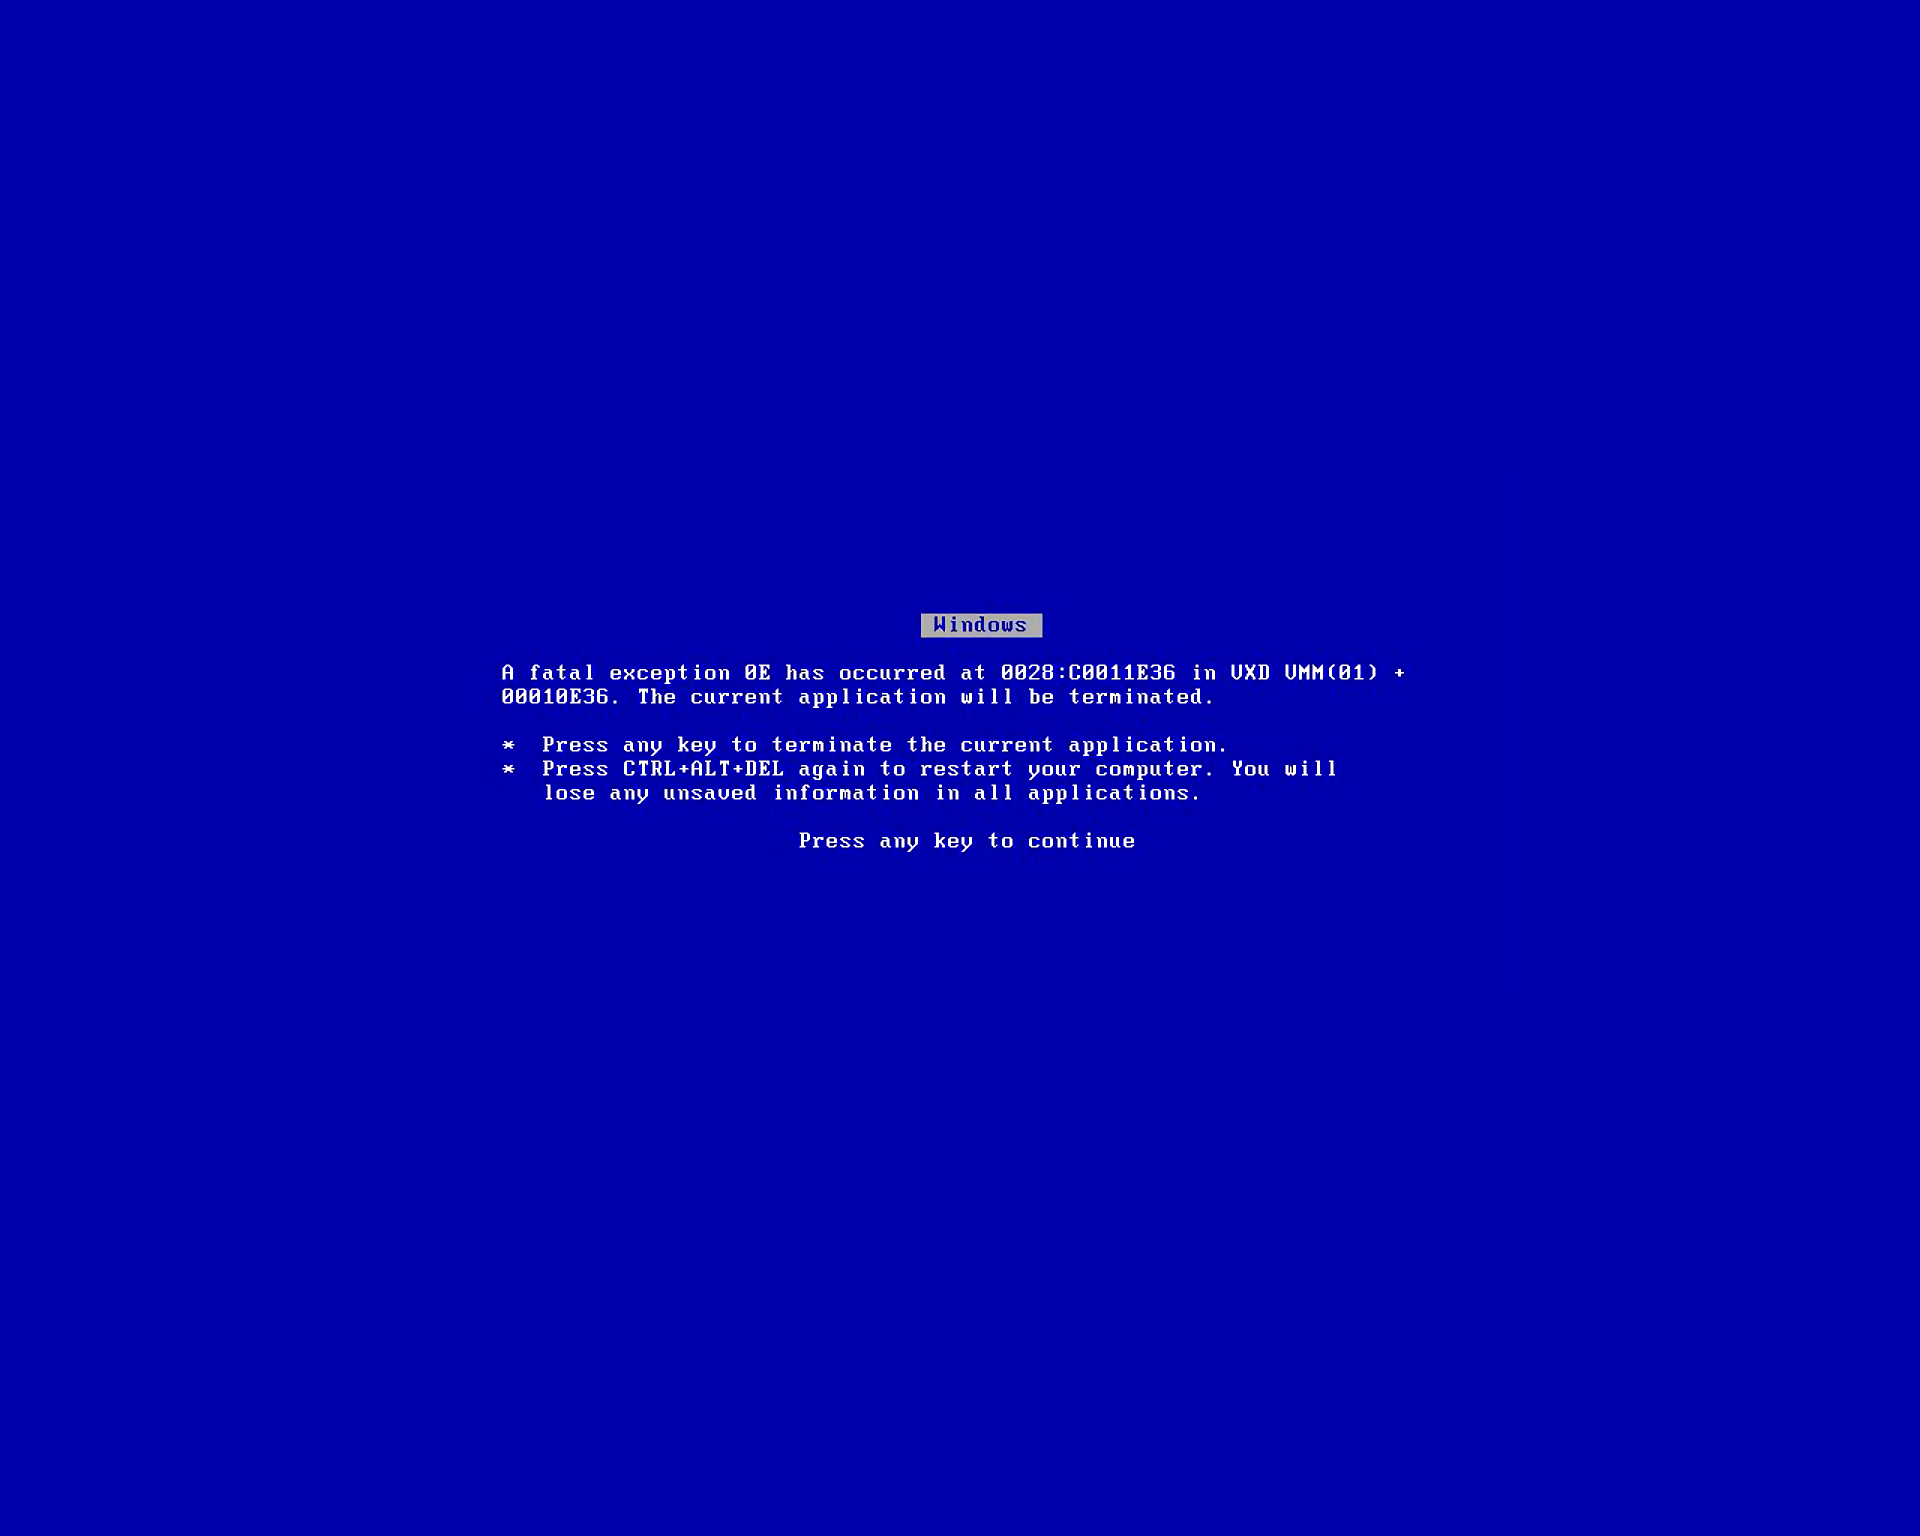 Windows
A fatal exception 0E has occurred at 0028:C0011E36 in VXD VMM(01) +
00010E36. The current application will be terminated.
* Press any key to terminate the current application.
* Press CTRL+ALT+DEL again to restart your computer. You will
lose any unsaved information in all applications.
Press any key to continue